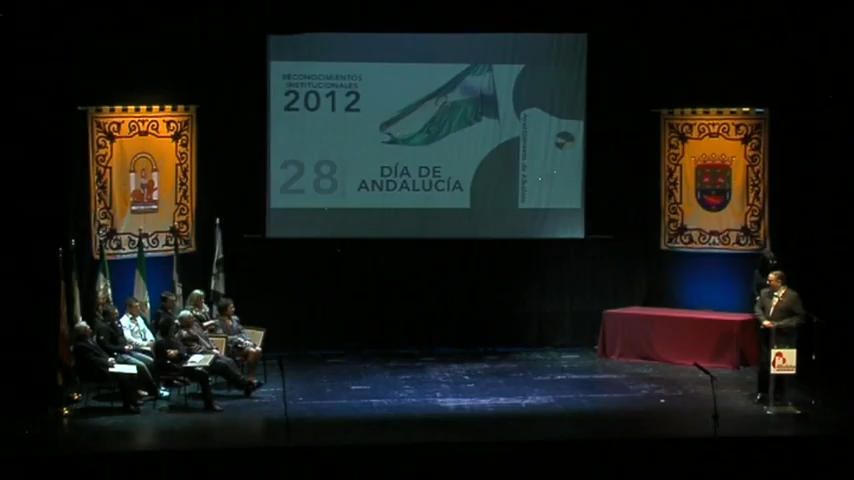 RECONOCIMIENTOS
INSTITUCIONALES
2012
28
DÍA DE
ANDALUCÍA